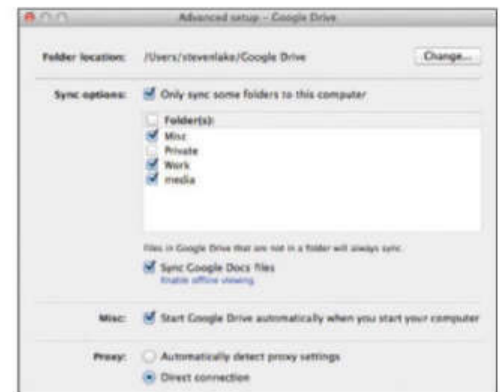 Advanced setup - Google Drive
Folder location: /Users/stevenlake/Google Drive Change...
Sync options: Only sync some folders to this computer
Folder(s):
Misc
Private
Work
media
Files in Google Drive that are not in a folder will always sync.
Sync Google Docs files
Enable offline viewing
Misc: Start Google Drive automatically when you start your computer
Proxy: Automatically detect proxy settings
Direct connection